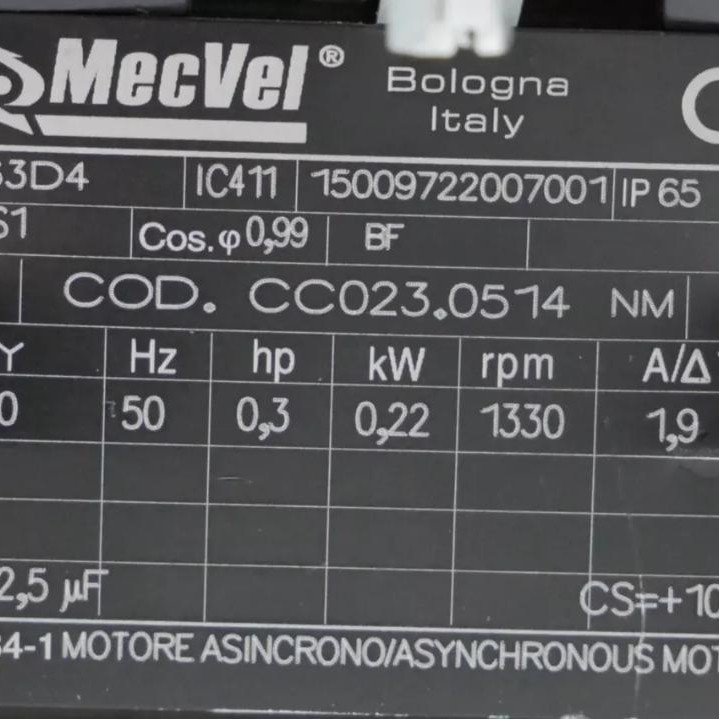 MecVel® Bologna
Italy
63D4 IC411 15009722007001 IP 65
S1 Cos.φ 0,99 BF
COD. CC023.0514 NM
Y Hz hp kW rpm A/Δ
0 50 0,3 0,22 1330 1,9
2,5 µF CS=+10
34-1 MOTORE ASINCRONO/ASYNCHRONOUS MOT